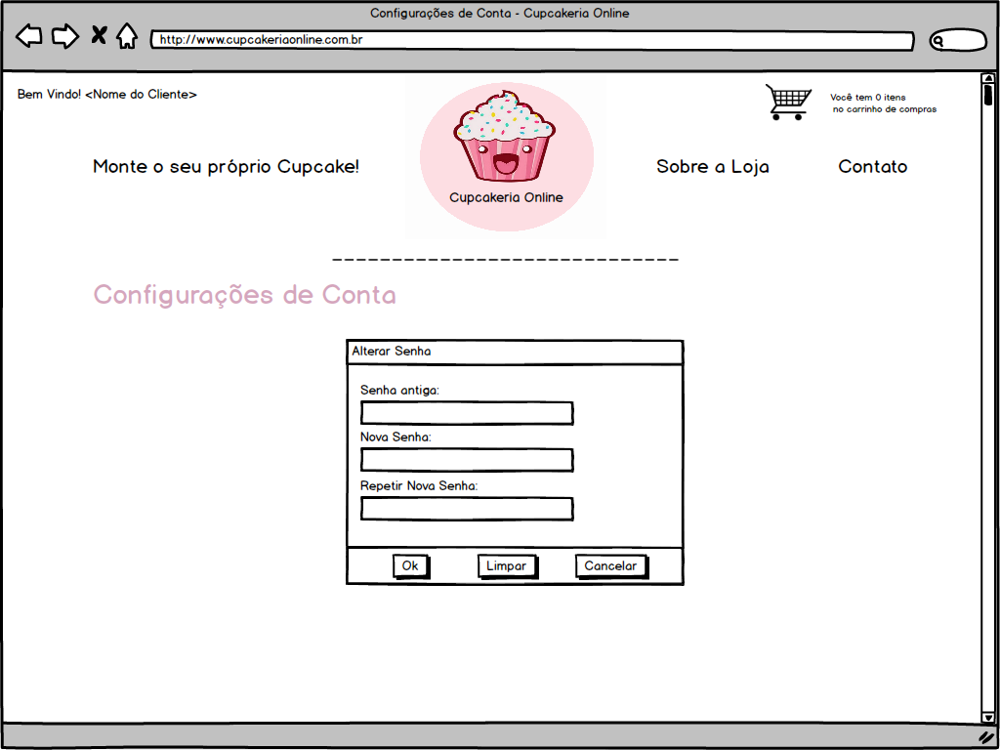 Configurações de Conta - Cupcakeria Online
http://www.cupcakeriaonline.com.br
Bem Vindo! <Nome do Cliente>
Você tem 0 itens
no carrinho de compras
Monte o seu próprio Cupcake!
Sobre a Loja
Contato
Cupcakeria Online
Configurações de Conta
Alterar Senha
Senha antiga:
Nova Senha:
Repetir Nova Senha:
Ok
Limpar
Cancelar